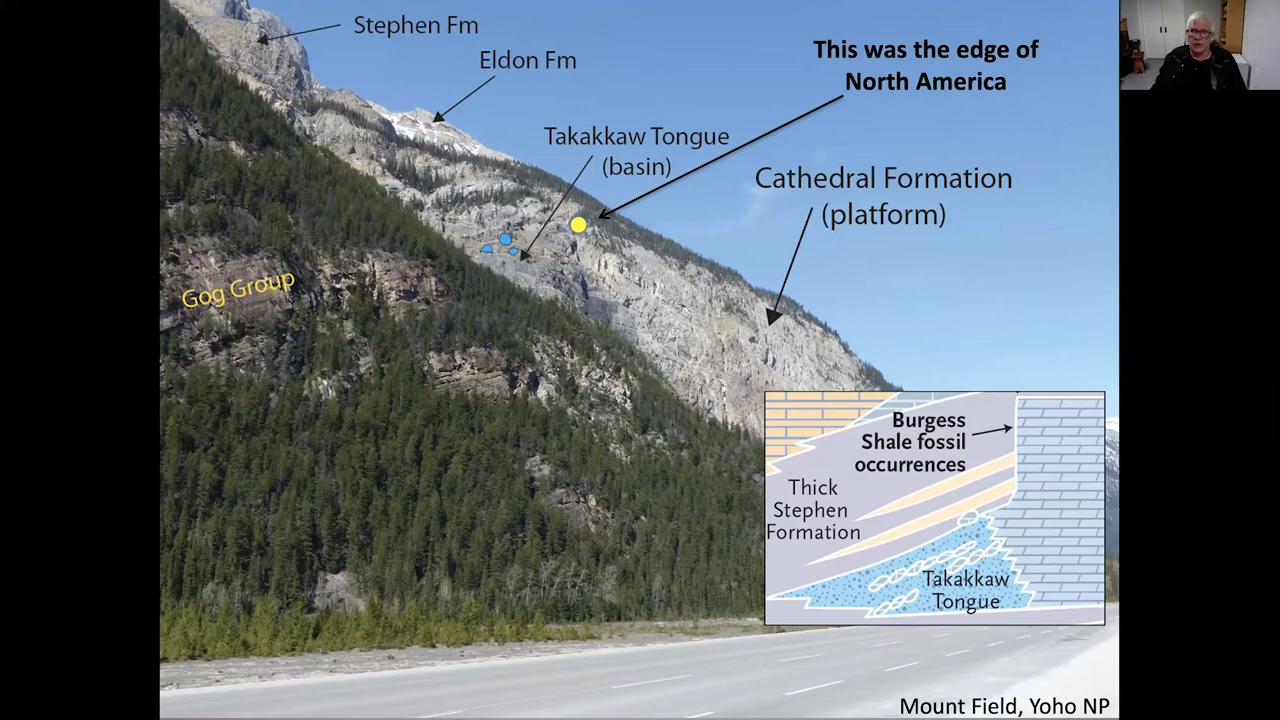 Stephen Fm
Eldon Fm
This was the edge of
North America
Takakkaw Tongue
(basin)
Cathedral Formation
(platform)
Gog Group
Burgess
Shale fossil
occurrences
Thick
Stephen
Formation
Takakkaw
Tongue
Mount Field, Yoho NP